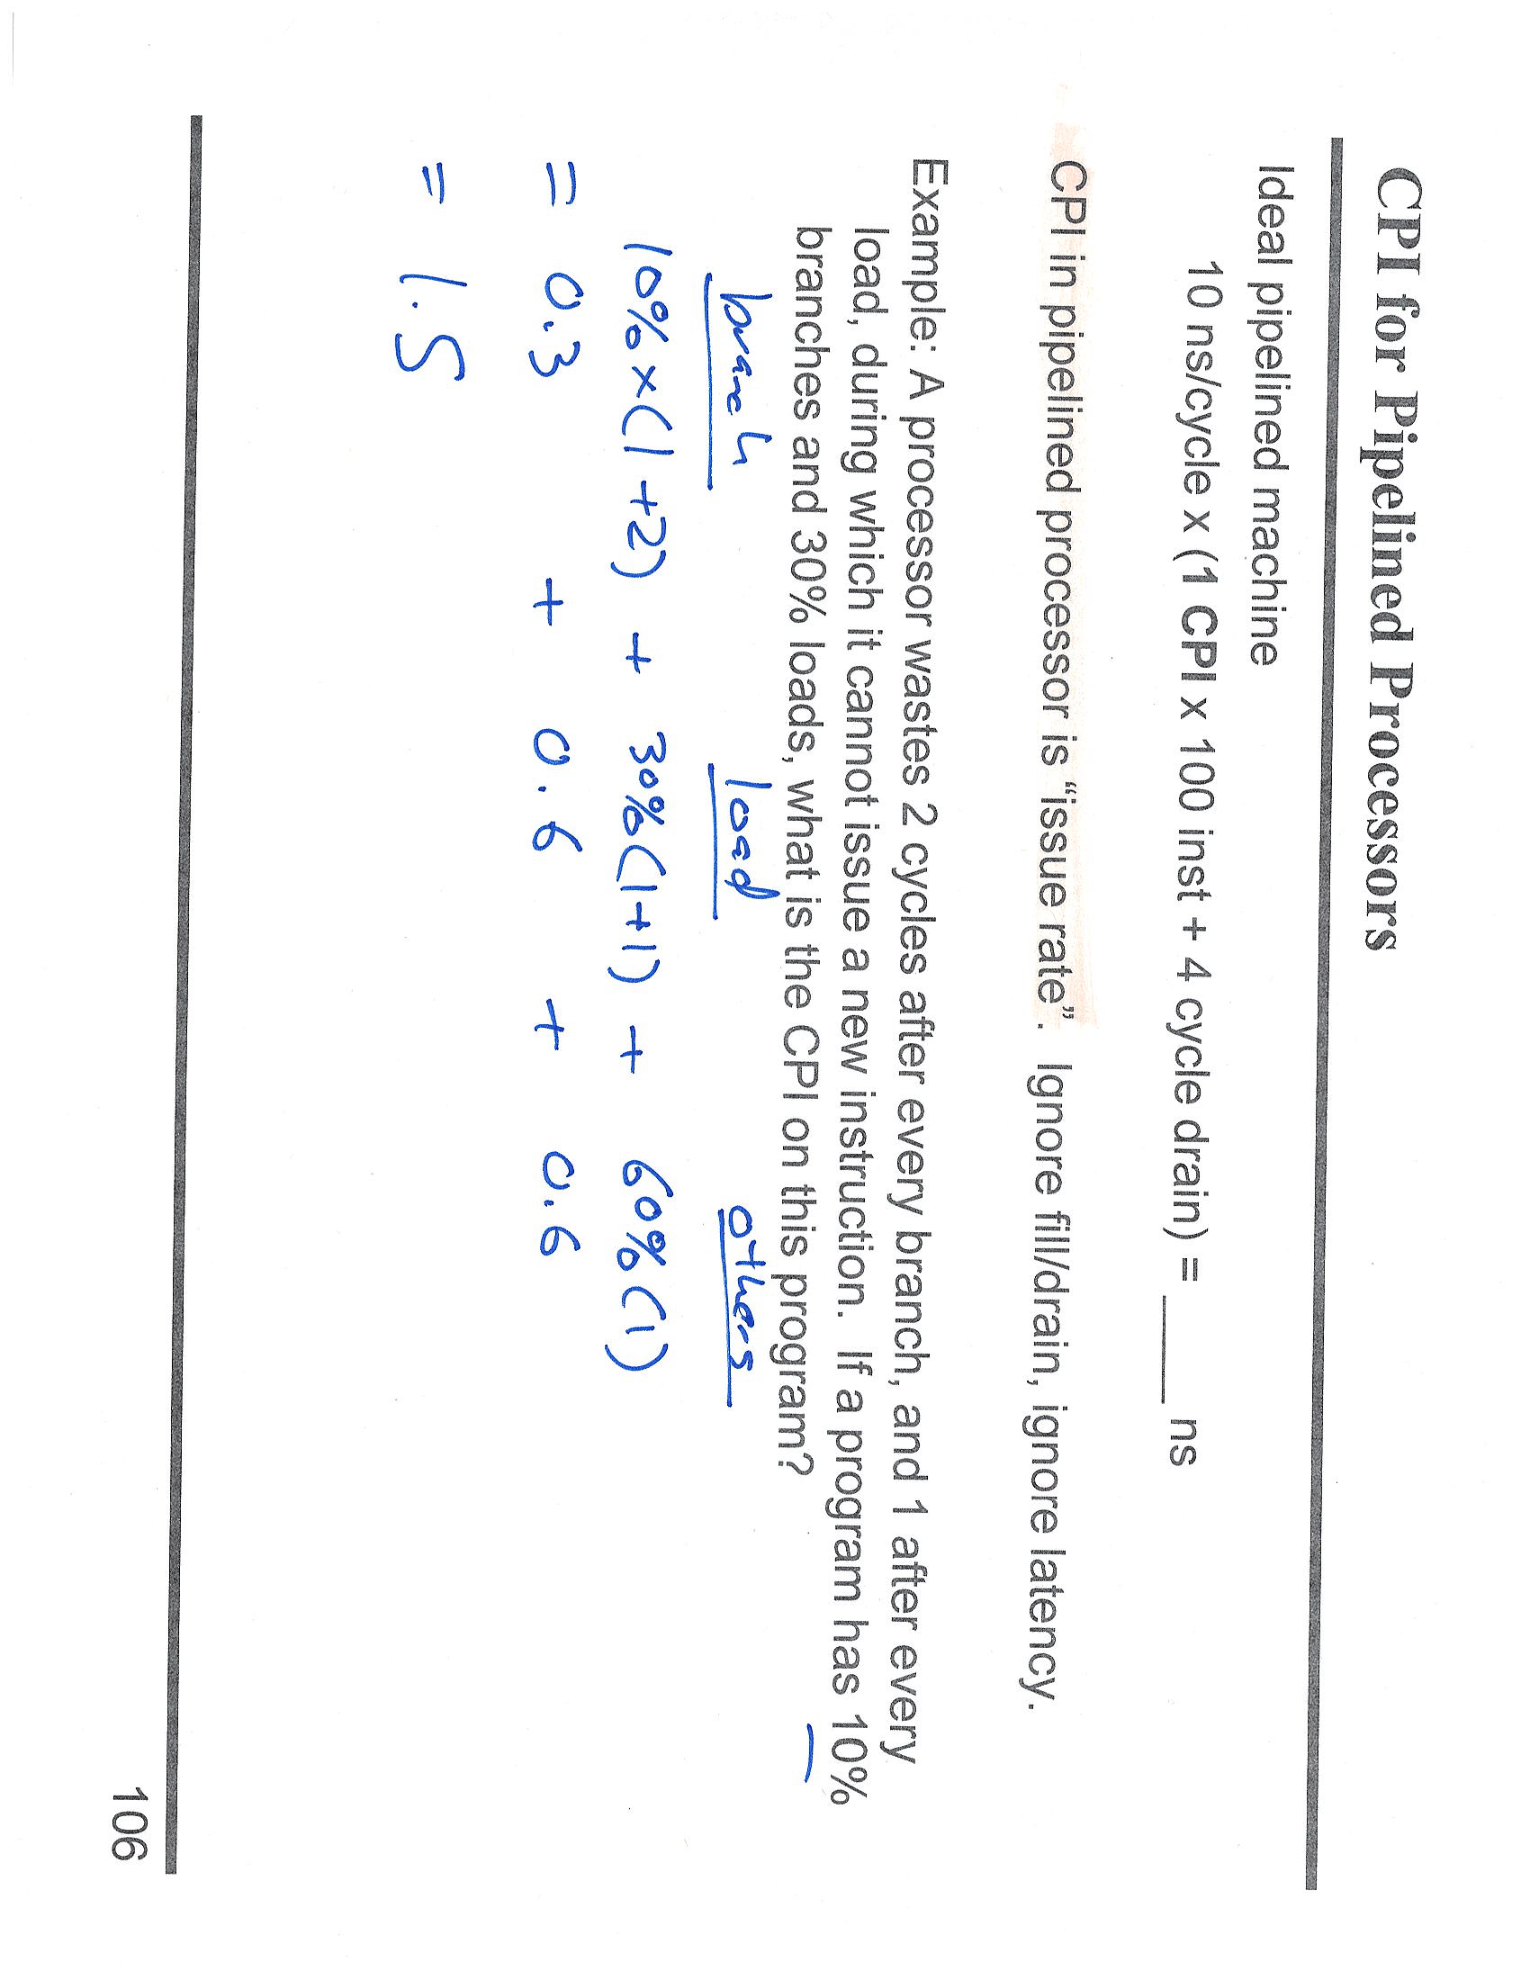 CPI for Pipelined Processors
Ideal pipelined machine
10 ns/cycle x (1 CPI x 100 inst + 4 cycle drain) = ____ ns
CPI in pipelined processor is “issue rate”. Ignore fill/drain, ignore latency.
Example: A processor wastes 2 cycles after every branch, and 1 after every
load, during which it cannot issue a new instruction. If a program has 10%
branches and 30% loads, what is the CPI on this program?
branch load others
10% x (1+2) + 30% (1+1) + 60% (1)
= 0.3 + 0.6 + 0.6
= 1.5
106